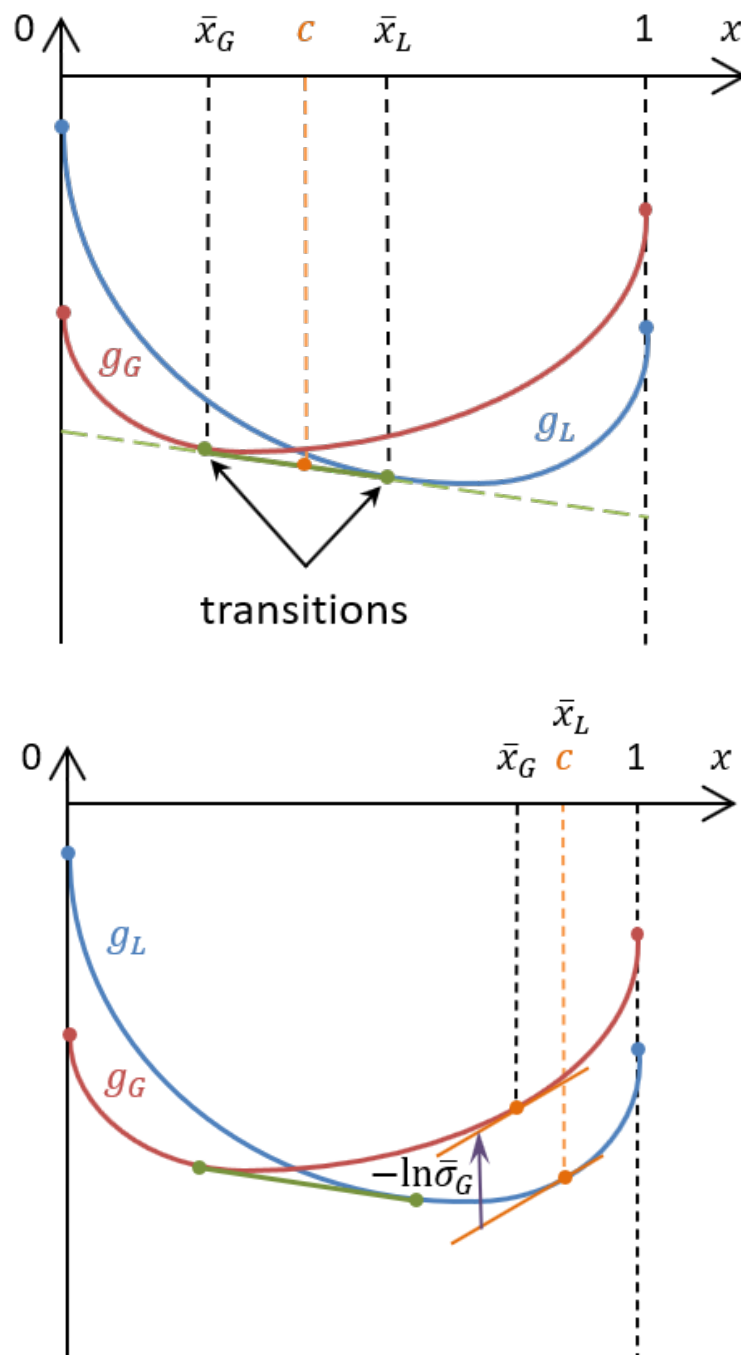 0 x̄_G c x̄_L 1 x
g_G
g_L
transitions
x̄_L
0 x̄_G c 1 x
g_L
g_G
−ln σ̄_G